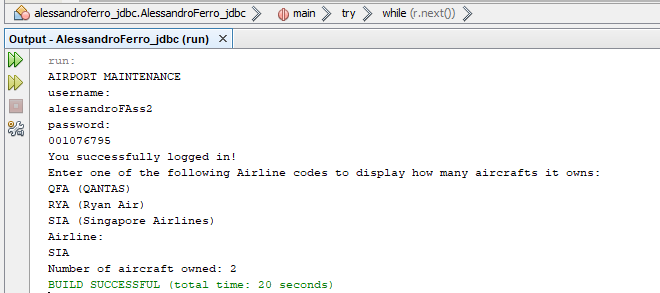 alessandroferro_jdbc.AlessandroFerro_jdbc main try while (r.next())
Output - AlessandroFerro_jdbc (run) ×
run:
AIRPORT MAINTENANCE
username:
alessandroFAss2
password:
001076795
You successfully logged in!
Enter one of the following Airline codes to display how many aircrafts it owns:
QFA (QANTAS)
RYA (Ryan Air)
SIA (Singapore Airlines)
Airline:
SIA
Number of aircraft owned: 2
BUILD SUCCESSFUL (total time: 20 seconds)